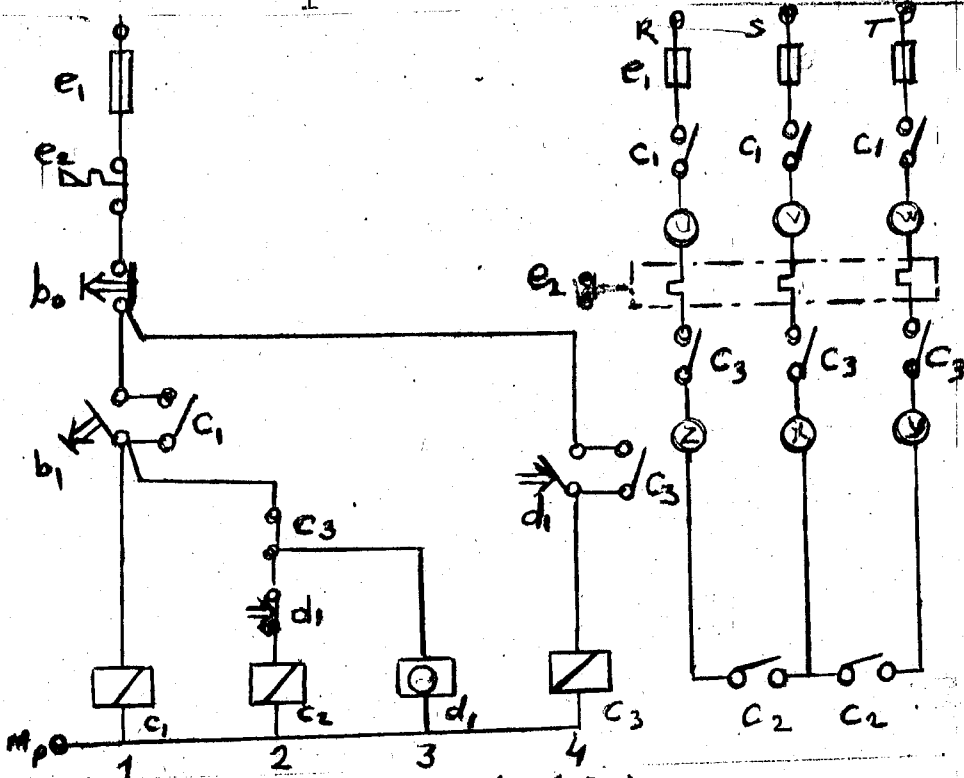 R S T
e₁ e₁
C₁ C₁ C₁
e₂
U V W
b₀ e₂
C₃ C₃ C₃
C₁
Z X Y
b₁
C₃ d₁ C₃
d₁
C₁ C₂ d₁ C₃ C₂ C₂
Mp
1 2 3 4